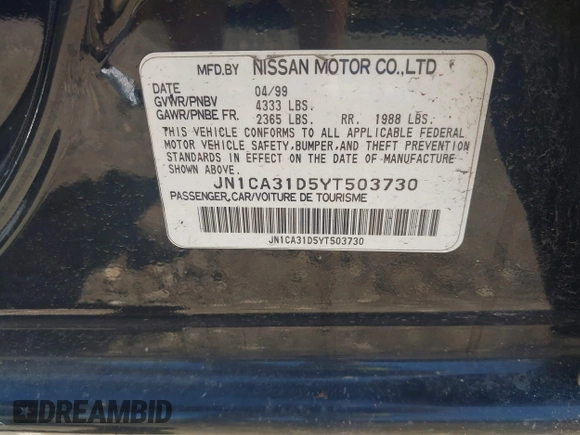 MFD.BY NISSAN MOTOR CO.,LTD
DATE 04/99
GVWR/PNBV 4333 LBS.
GAWR/PNBE FR. 2365 LBS. RR. 1988 LBS.
THIS VEHICLE CONFORMS TO ALL APPLICABLE FEDERAL
MOTOR VEHICLE SAFETY,BUMPER,AND THEFT PREVENTION
STANDARDS IN EFFECT ON THE DATE OF MANUFACTURE
SHOWN ABOVE.
JN1CA31D5YT503730
PASSENGER,CAR/VOITURE DE TOURISME
JN1CA31D5YT503730
DREAMBID